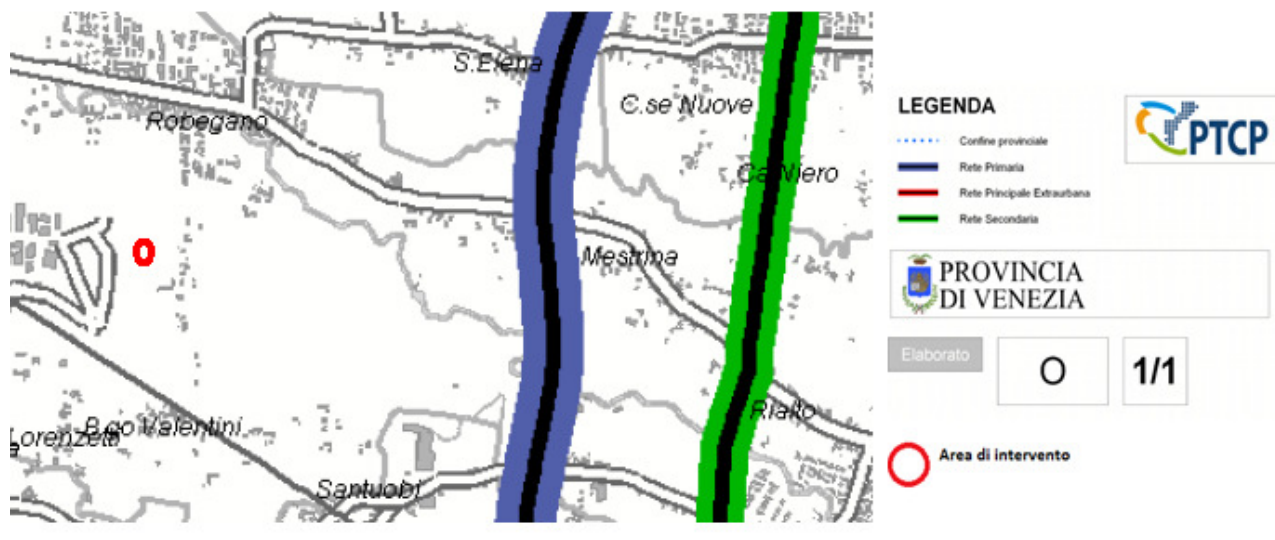 S.Elena
C.se Nuove
Robegano
Ca Niero
Mestrina
Rialto
B.go Valentini
Lorenzetti
Santuobi
LEGENDA
PTCP
Confine provinciale
Rete Primaria
Rete Principale Extraurbana
Rete Secondaria
PROVINCIA
DI VENEZIA
Elaborato
O
1/1
Area di intervento